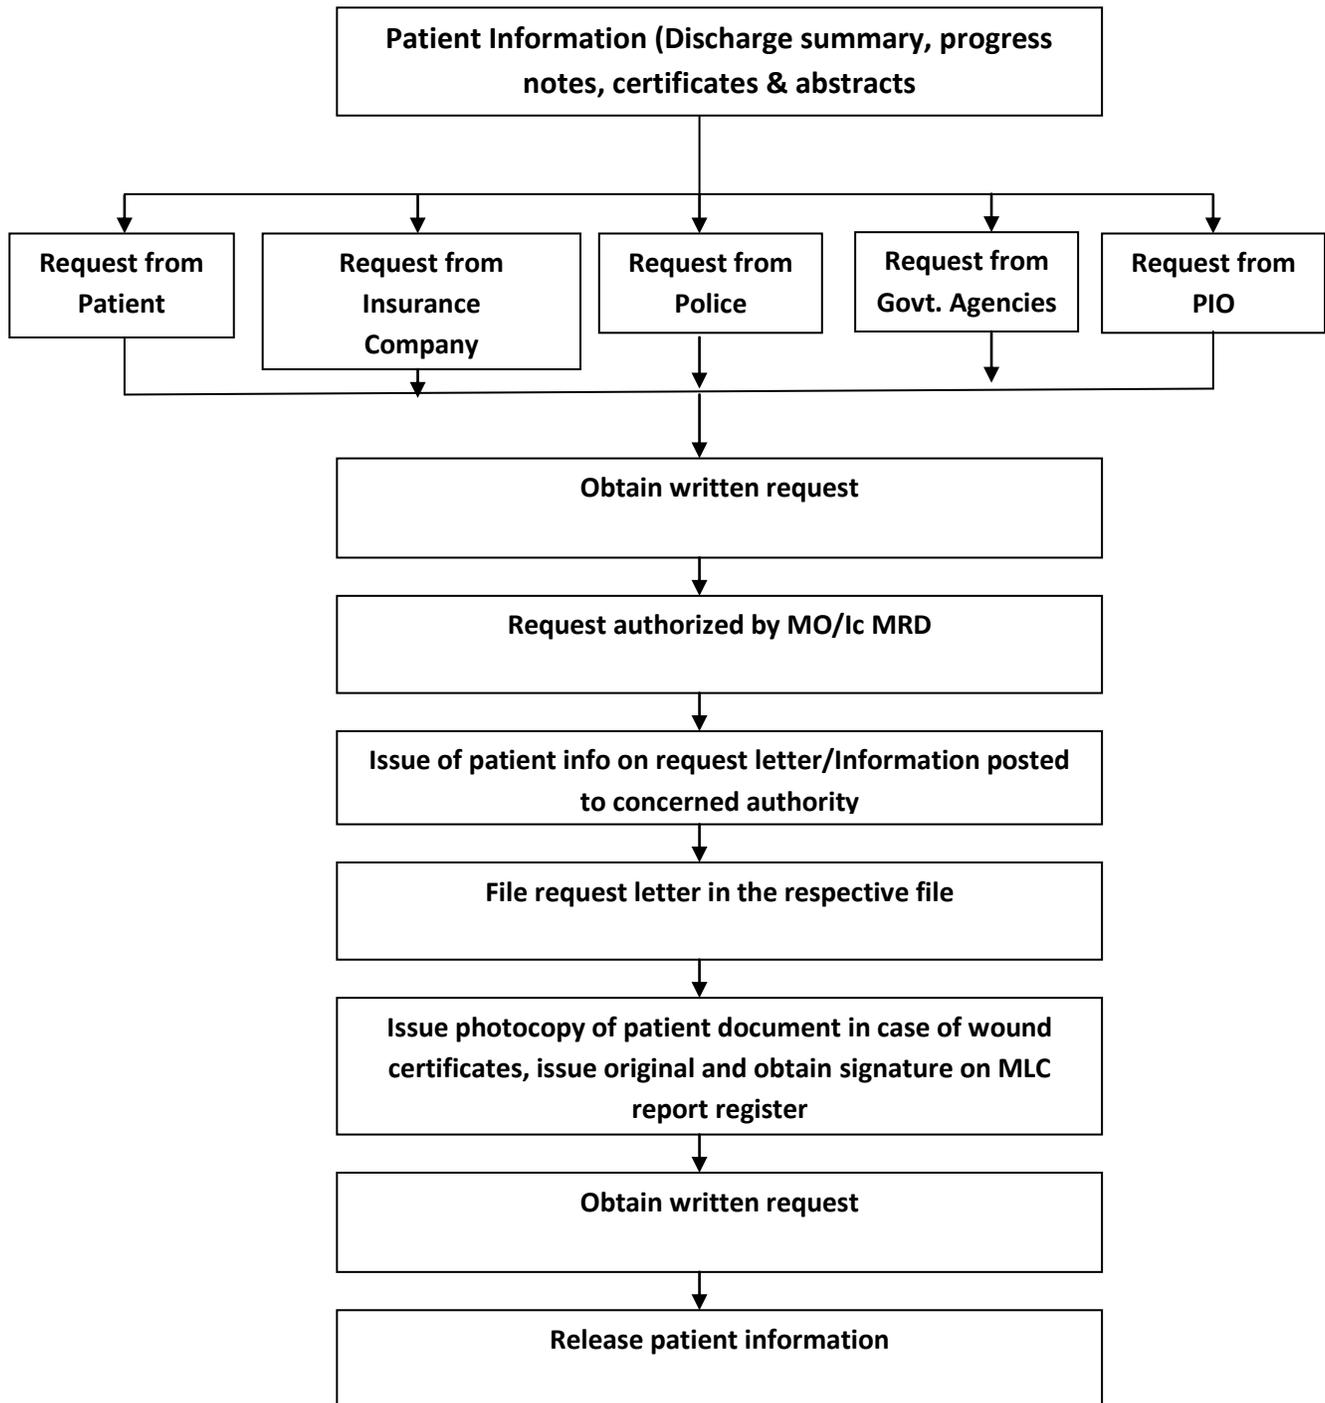 Patient Information (Discharge summary, progress
notes, certificates & abstracts
Request from
Patient
Request from
Insurance
Company
Request from
Police
Request from
Govt. Agencies
Request from
PIO
Obtain written request
Request authorized by MO/Ic MRD
Issue of patient info on request letter/Information posted
to concerned authority
File request letter in the respective file
Issue photocopy of patient document in case of wound
certificates, issue original and obtain signature on MLC
report register
Obtain written request
Release patient information